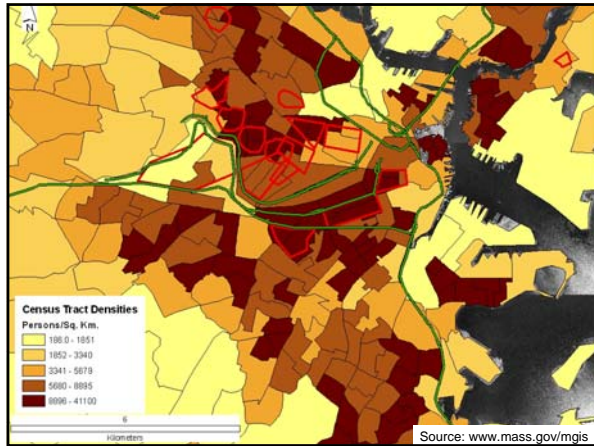 N
Census Tract Densities
Persons/Sq. Km.
186.0 - 1851
1852 - 3340
3341 - 5679
5680 - 8895
8896 - 41100
6
Kilometers
Source: www.mass.gov/mgis